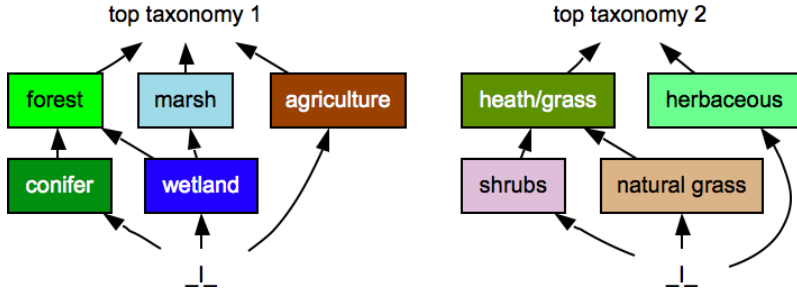 top taxonomy 1
forest
marsh
agriculture
conifer
wetland
_|_
top taxonomy 2
heath/grass
herbaceous
shrubs
natural grass
_|_